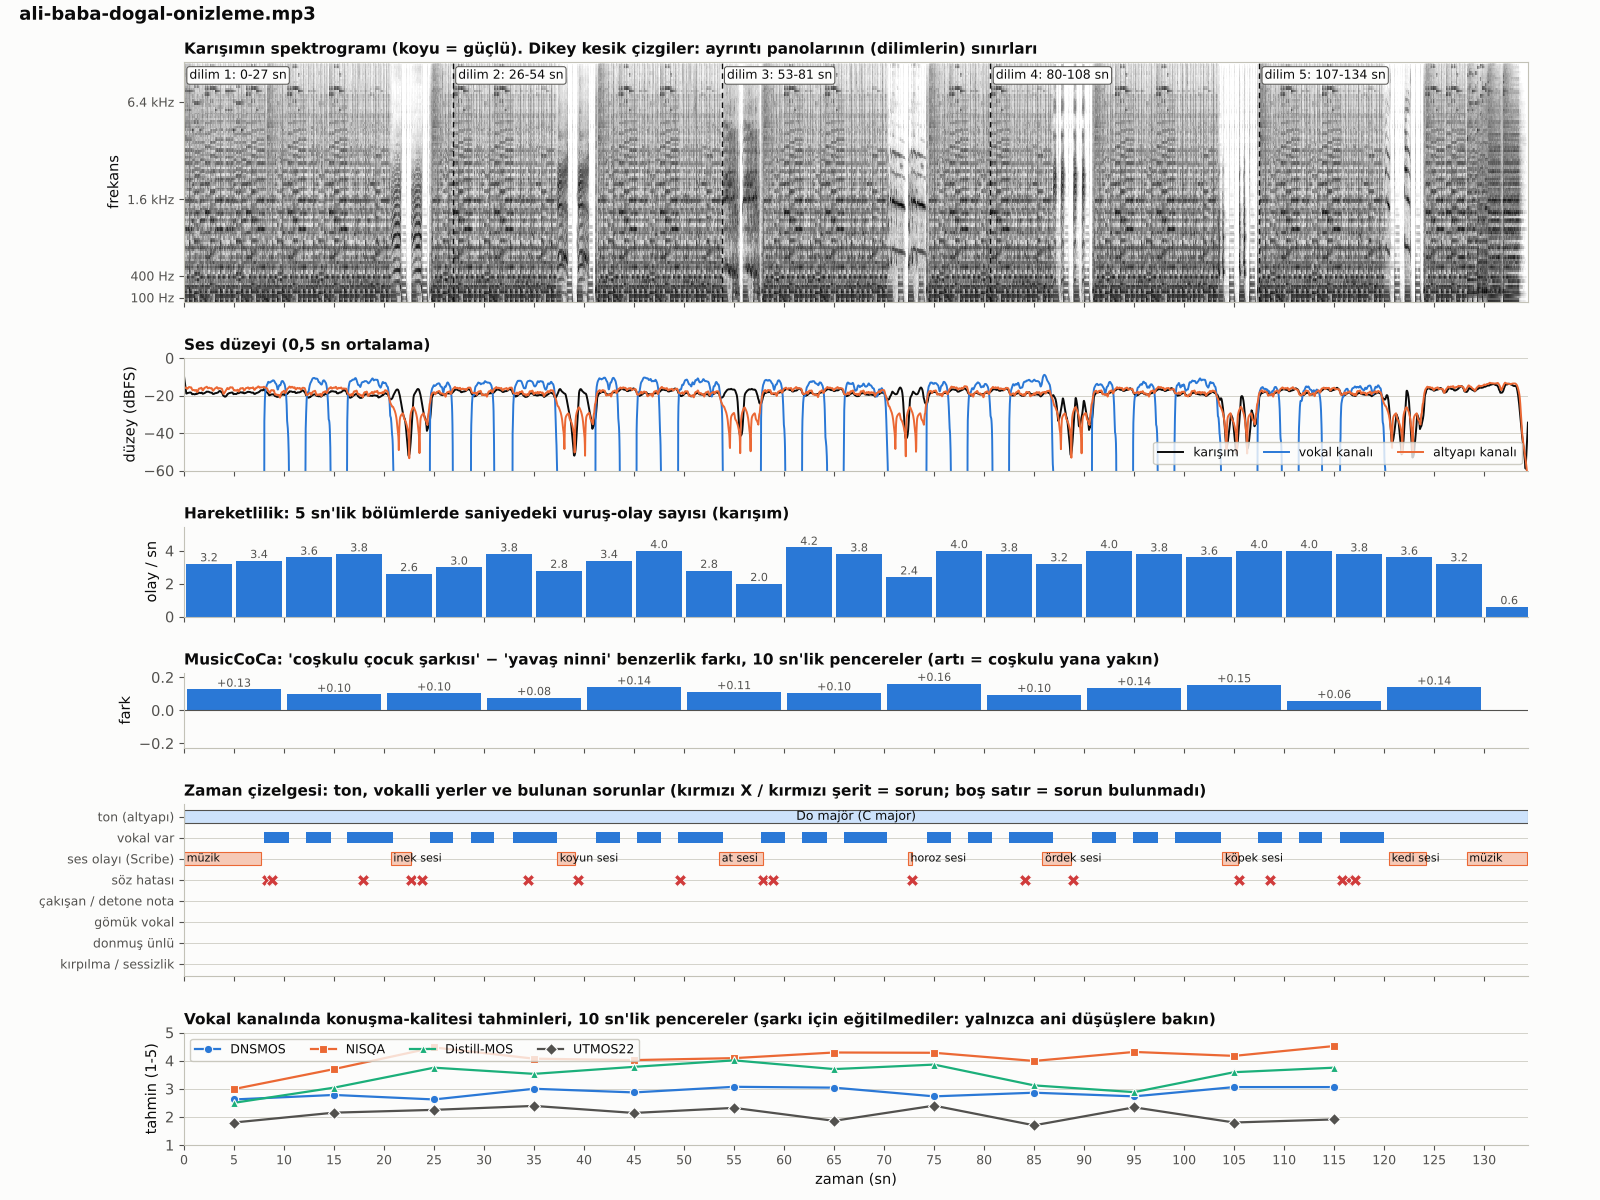 ali-baba-dogal-onizleme.mp3
Karışımın spektrogramı (koyu = güçlü). Dikey kesik çizgiler: ayrıntı panolarının (dilimlerin) sınırları
dilim 1: 0-27 sn
dilim 2: 26-54 sn
dilim 3: 53-81 sn
dilim 4: 80-108 sn
dilim 5: 107-134 sn
frekans
6.4 kHz
1.6 kHz
400 Hz
100 Hz
Ses düzeyi (0,5 sn ortalama)
düzey (dBFS)
0
−20
−40
−60
karışım
vokal kanalı
altyapı kanalı
Hareketlilik: 5 sn'lik bölümlerde saniyedeki vuruş-olay sayısı (karışım)
olay / sn
4
2
0
3.2 3.4 3.6 3.8 2.6 3.0 3.8 2.8 3.4 4.0 2.8 2.0 4.2 3.8 2.4 4.0 3.8 3.2 4.0 3.8 3.6 4.0 4.0 3.8 3.6 3.2 0.6
MusicCoCa: 'coşkulu çocuk şarkısı' − 'yavaş ninni' benzerlik farkı, 10 sn'lik pencereler (artı = coşkulu yana yakın)
fark
0.2
0.0
−0.2
+0.13 +0.10 +0.10 +0.08 +0.14 +0.11 +0.10 +0.16 +0.10 +0.14 +0.15 +0.06 +0.14
Zaman çizelgesi: ton, vokalli yerler ve bulunan sorunlar (kırmızı X / kırmızı şerit = sorun; boş satır = sorun bulunmadı)
ton (altyapı)
Do majör (C major)
vokal var
ses olayı (Scribe)
müzik
inek sesi
koyun sesi
at sesi
horoz sesi
ördek sesi
köpek sesi
kedi sesi
müzik
söz hatası
çakışan / detone nota
gömük vokal
donmuş ünlü
kırpılma / sessizlik
Vokal kanalında konuşma-kalitesi tahminleri, 10 sn'lik pencereler (şarkı için eğitilmediler: yalnızca ani düşüşlere bakın)
tahmin (1-5)
5
4
3
2
1
DNSMOS
NISQA
Distill-MOS
UTMOS22
0 5 10 15 20 25 30 35 40 45 50 55 60 65 70 75 80 85 90 95 100 105 110 115 120 125 130
zaman (sn)